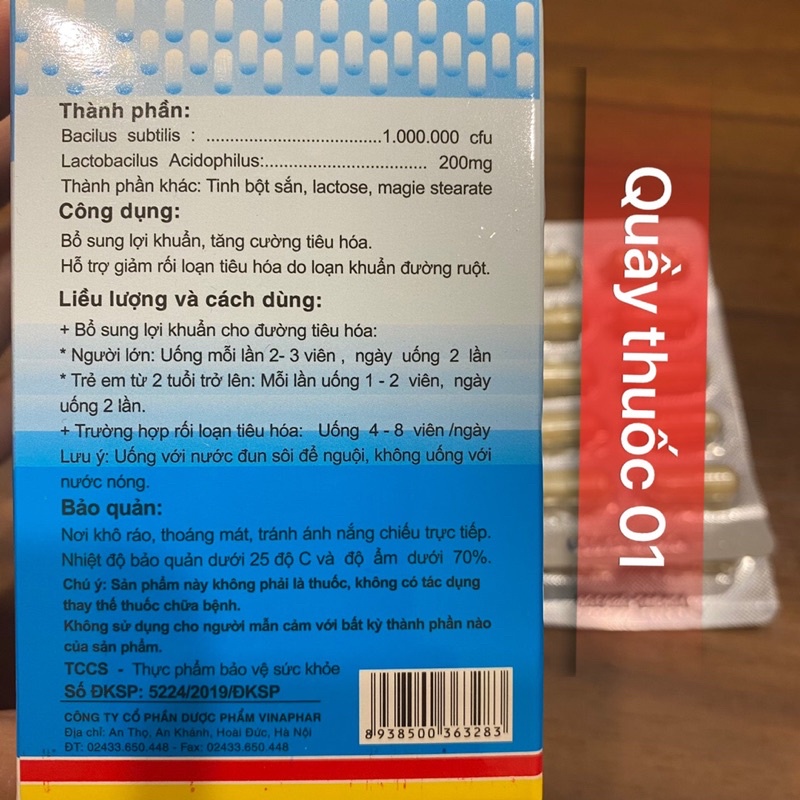 Thành phần:
Bacilus subtilis : ......................................1.000.000 cfu
Lactobacilus Acidophilus:................................ 200mg
Thành phần khác: Tinh bột sắn, lactose, magie stearate
Công dụng:
Bổ sung lợi khuẩn, tăng cường tiêu hóa.
Hỗ trợ giảm rối loạn tiêu hóa do loạn khuẩn đường ruột.
Liều lượng và cách dùng:
+ Bổ sung lợi khuẩn cho đường tiêu hóa:
* Người lớn: Uống mỗi lần 2- 3 viên , ngày uống 2 lần
* Trẻ em từ 2 tuổi trở lên: Mỗi lần uống 1 - 2 viên, ngày
uống 2 lần.
+ Trường hợp rối loạn tiêu hóa: Uống 4 - 8 viên /ngày
Lưu ý: Uống với nước đun sôi để nguội, không uống với
nước nóng.
Bảo quản:
Nơi khô ráo, thoáng mát, tránh ánh nắng chiếu trực tiếp.
Nhiệt độ bảo quản dưới 25 độ C và độ ẩm dưới 70%.
Chú ý: Sản phẩm này không phải là thuốc, không có tác dụng
thay thế thuốc chữa bệnh.
Không sử dụng cho người mẫn cảm với bất kỳ thành phần nào
của sản phẩm.
TCCS - Thực phẩm bảo vệ sức khỏe
Số ĐKSP: 5224/2019/ĐKSP
CÔNG TY CỔ PHẦN DƯỢC PHẨM VINAPHAR
Địa chỉ: An Thọ, An Khánh, Hoài Đức, Hà Nội
ĐT: 02433.650.448 - Fax: 02433.650.448
8 938500 363283
Quầy thuốc 01